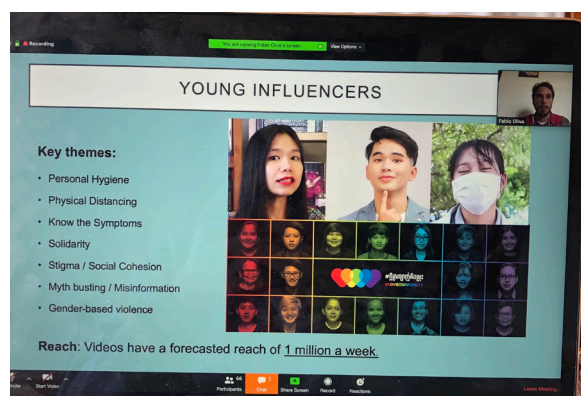 Recording
You are viewing Fabio Oliva's screen
View Options
YOUNG INFLUENCERS
Fabio Oliva
Key themes:
• Personal Hygiene
• Physical Distancing
• Know the Symptoms
• Solidarity
• Stigma / Social Cohesion
• Myth busting / Misinformation
• Gender-based violence
Reach: Videos have a forecasted reach of 1 million a week.
Start Video
Participants
66
Chat
Share Screen
Record
Reactions
Leave Meeting